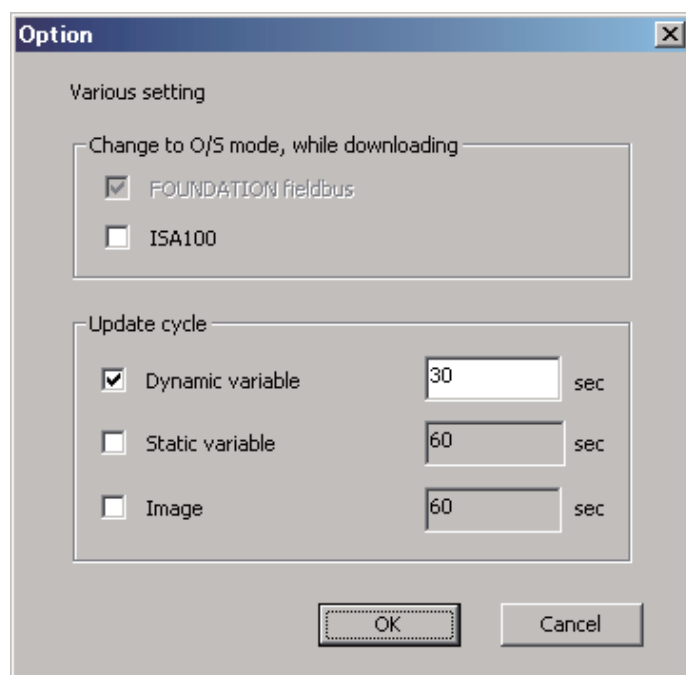 Option
Various setting
Change to O/S mode, while downloading
FOUNDATION fieldbus
ISA100
Update cycle
Dynamic variable 30 sec
Static variable 60 sec
Image 60 sec
OK Cancel